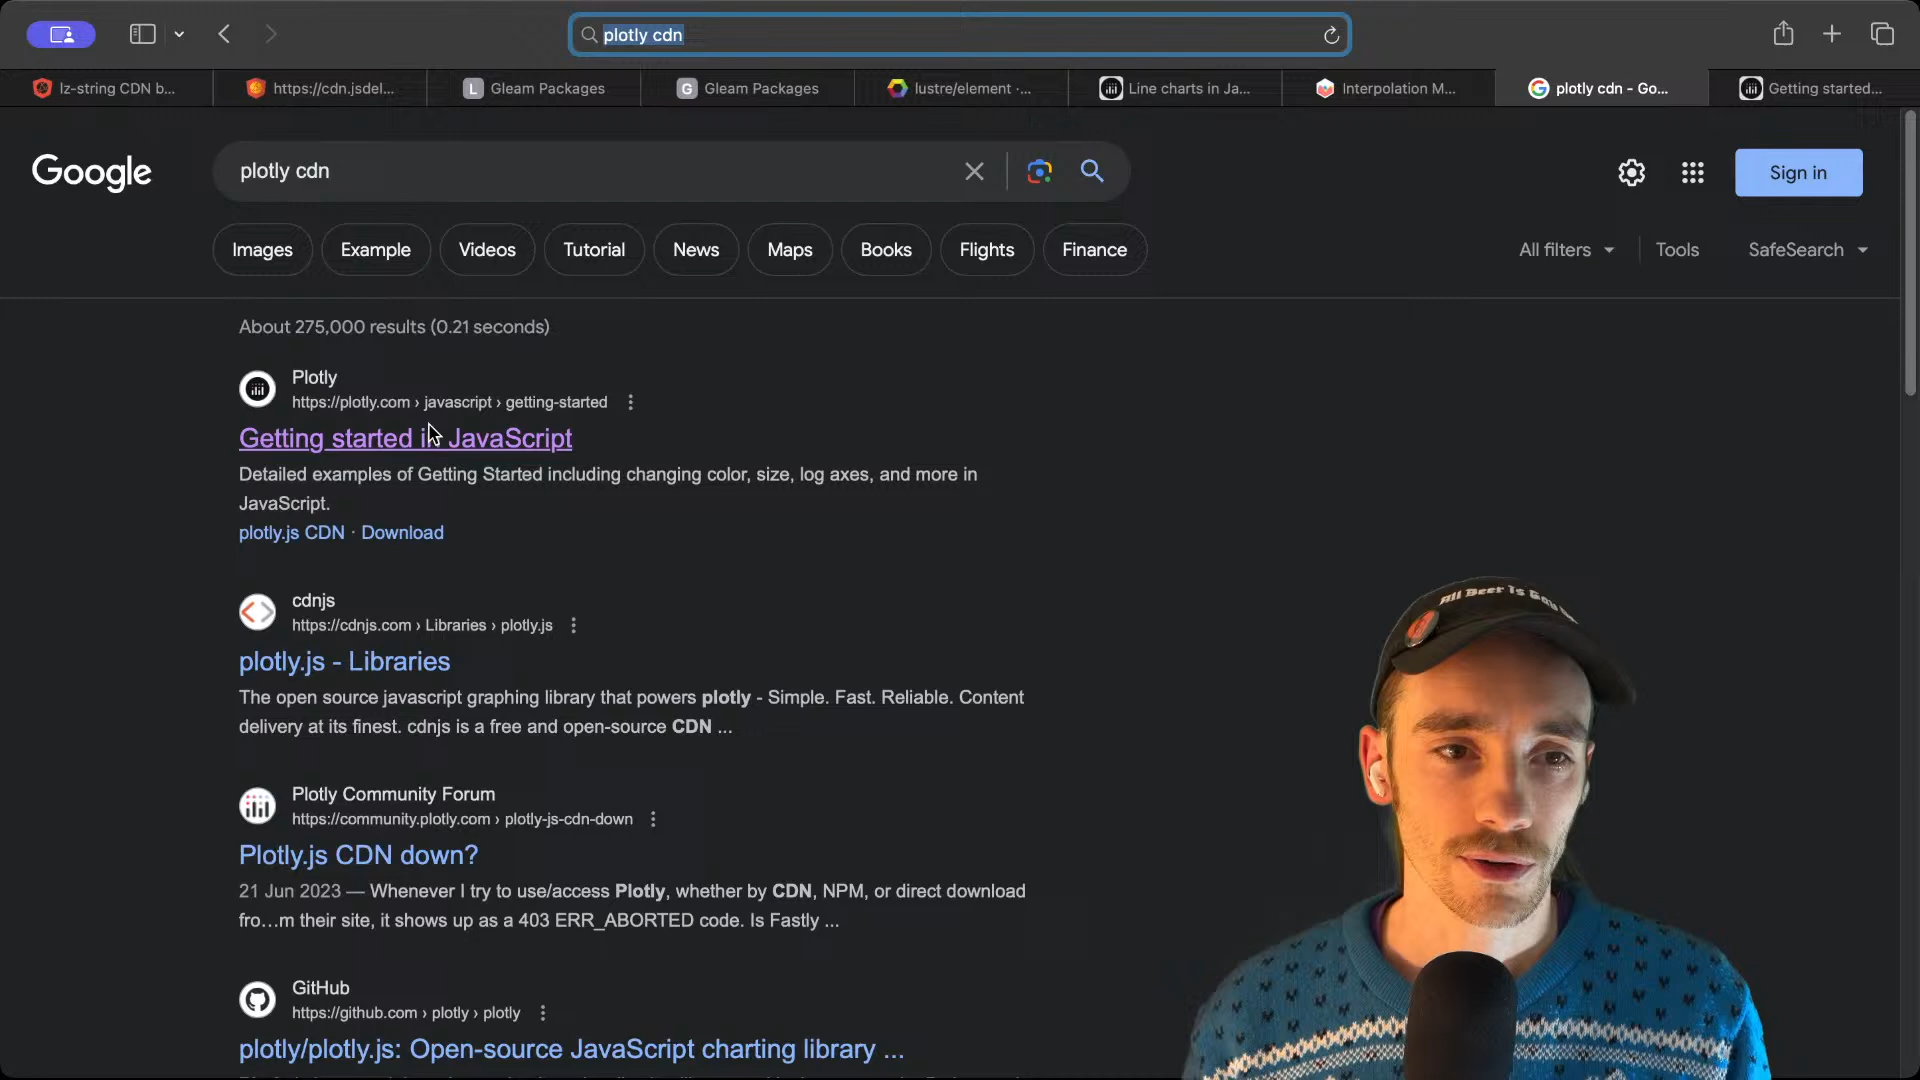 plotly cdn
lz-string CDN b...
https://cdn.jsdel...
L Gleam Packages
G Gleam Packages
lustre/element ·...
Line charts in Ja...
Interpolation M...
plotly cdn - Go...
Getting started...
Google
plotly cdn
Sign in
Images
Example
Videos
Tutorial
News
Maps
Books
Flights
Finance
All filters
Tools
SafeSearch
About 275,000 results (0.21 seconds)
Plotly
https://plotly.com › javascript › getting-started
Getting started in JavaScript
Detailed examples of Getting Started including changing color, size, log axes, and more in
JavaScript.
plotly.js CDN · Download
cdnjs
https://cdnjs.com › Libraries › plotly.js
plotly.js - Libraries
The open source javascript graphing library that powers plotly - Simple. Fast. Reliable. Content
delivery at its finest. cdnjs is a free and open-source CDN ...
Plotly Community Forum
https://community.plotly.com › plotly-js-cdn-down
Plotly.js CDN down?
21 Jun 2023 — Whenever I try to use/access Plotly, whether by CDN, NPM, or direct download
fro...m their site, it shows up as a 403 ERR_ABORTED code. Is Fastly ...
GitHub
https://github.com › plotly › plotly
plotly/plotly.js: Open-source JavaScript charting library ...
All Beer Is